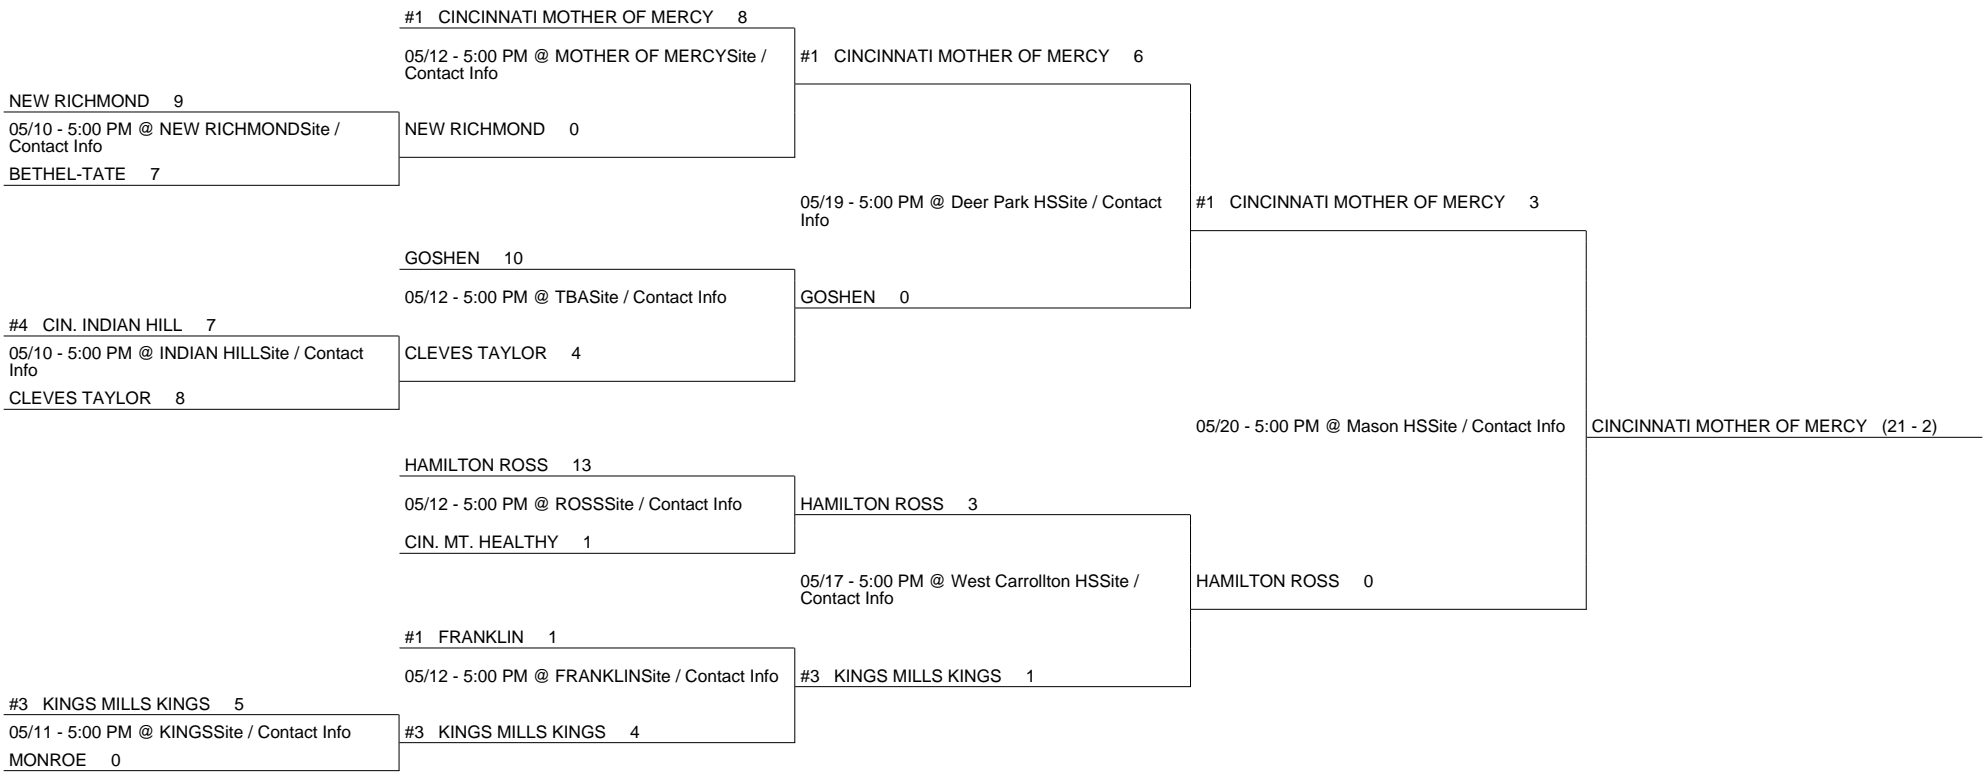 #1 CINCINNATI MOTHER OF MERCY 8
05/12 - 5:00 PM @ MOTHER OF MERCYSite /
Contact Info
#1 CINCINNATI MOTHER OF MERCY 6
NEW RICHMOND 9
05/10 - 5:00 PM @ NEW RICHMONDSite /
Contact Info
NEW RICHMOND 0
BETHEL-TATE 7
05/19 - 5:00 PM @ Deer Park HSSite / Contact
Info
#1 CINCINNATI MOTHER OF MERCY 3
GOSHEN 10
05/12 - 5:00 PM @ TBASite / Contact Info
GOSHEN 0
#4 CIN. INDIAN HILL 7
05/10 - 5:00 PM @ INDIAN HILLSite / Contact
Info
CLEVES TAYLOR 4
CLEVES TAYLOR 8
05/20 - 5:00 PM @ Mason HSSite / Contact Info
CINCINNATI MOTHER OF MERCY (21 - 2)
HAMILTON ROSS 13
05/12 - 5:00 PM @ ROSSSite / Contact Info
HAMILTON ROSS 3
CIN. MT. HEALTHY 1
05/17 - 5:00 PM @ West Carrollton HSSite /
Contact Info
HAMILTON ROSS 0
#1 FRANKLIN 1
05/12 - 5:00 PM @ FRANKLINSite / Contact Info
#3 KINGS MILLS KINGS 1
#3 KINGS MILLS KINGS 5
05/11 - 5:00 PM @ KINGSSite / Contact Info
#3 KINGS MILLS KINGS 4
MONROE 0